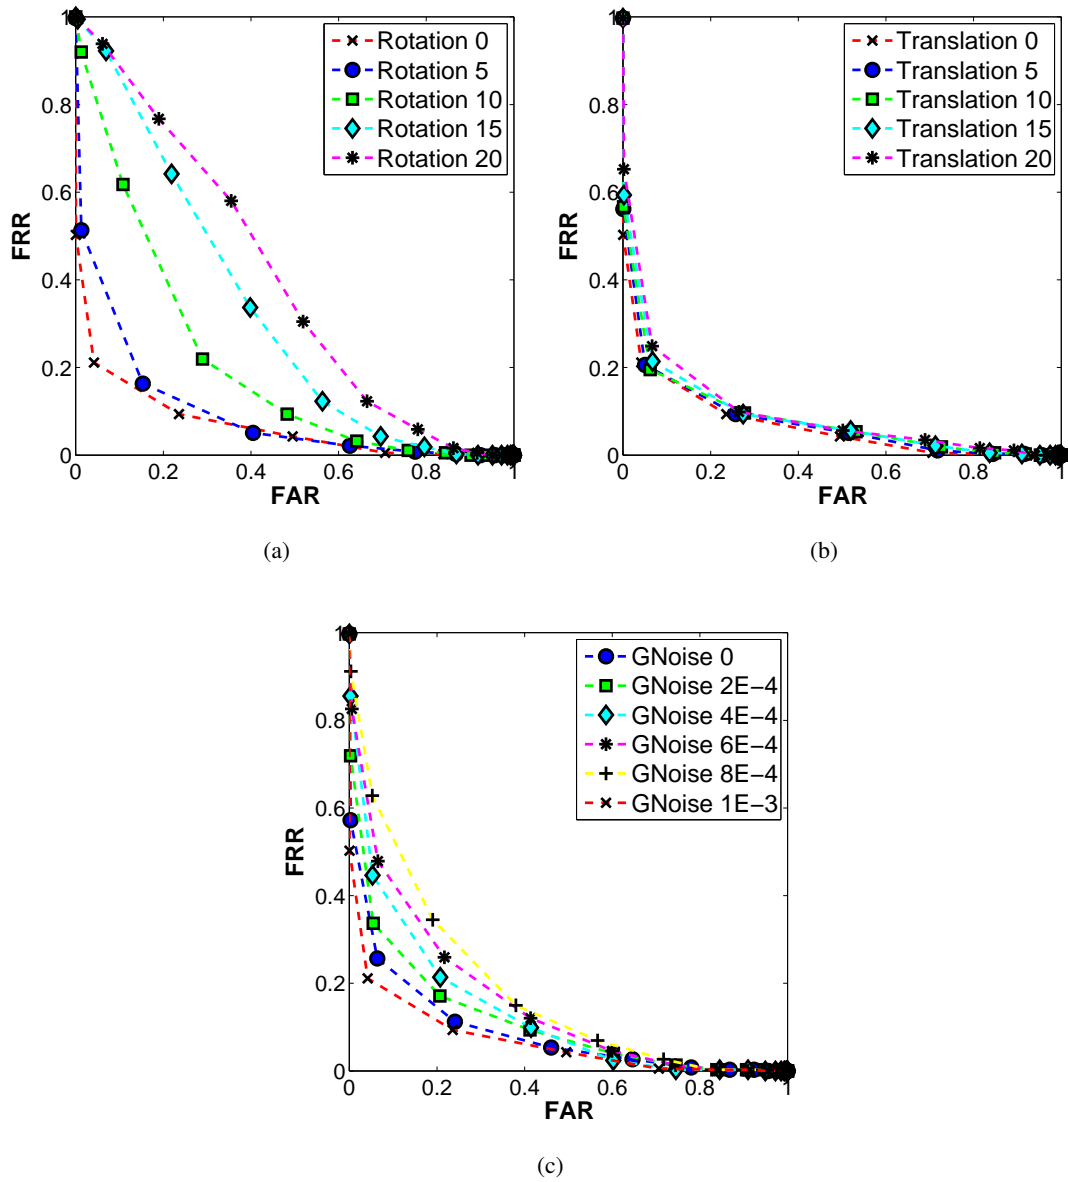 1
0.8
0.6
0.4
0.2
0
0
0.2
0.4
0.6
0.8
1
FRR
FAR
Rotation 0
Rotation 5
Rotation 10
Rotation 15
Rotation 20
(a)
1
0.8
0.6
0.4
0.2
0
0
0.2
0.4
0.6
0.8
1
FRR
FAR
Translation 0
Translation 5
Translation 10
Translation 15
Translation 20
(b)
1
0.8
0.6
0.4
0.2
0
0
0.2
0.4
0.6
0.8
1
FRR
FAR
GNoise 0
GNoise 2E−4
GNoise 4E−4
GNoise 6E−4
GNoise 8E−4
GNoise 1E−3
(c)